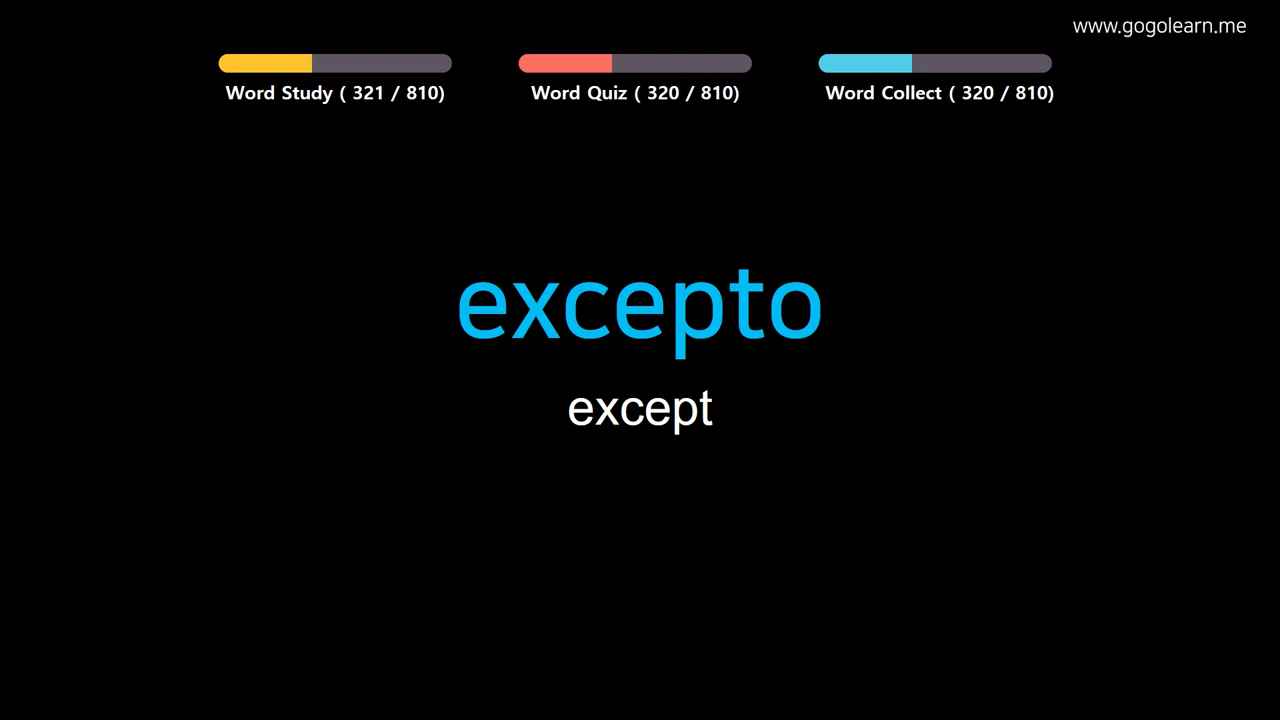 www.gogolearn.me
Word Study ( 321 / 810)
Word Quiz ( 320 / 810)
Word Collect ( 320 / 810)
excepto
except